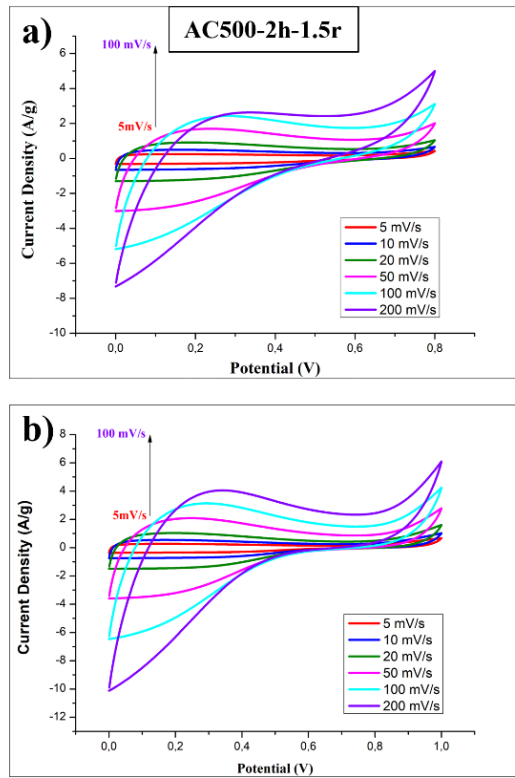 a)
AC500-2h-1.5r
100 mV/s
5mV/s
Current Density (A/g)
6
4
2
0
-2
-4
-6
-8
-10
0,0
0,2
0,4
0,6
0,8
Potential (V)
5 mV/s
10 mV/s
20 mV/s
50 mV/s
100 mV/s
200 mV/s
b)
100 mV/s
5mV/s
Current Density (A/g)
8
6
4
2
0
-2
-4
-6
-8
-10
-12
0,0
0,2
0,4
0,6
0,8
1,0
Potential (V)
5 mV/s
10 mV/s
20 mV/s
50 mV/s
100 mV/s
200 mV/s